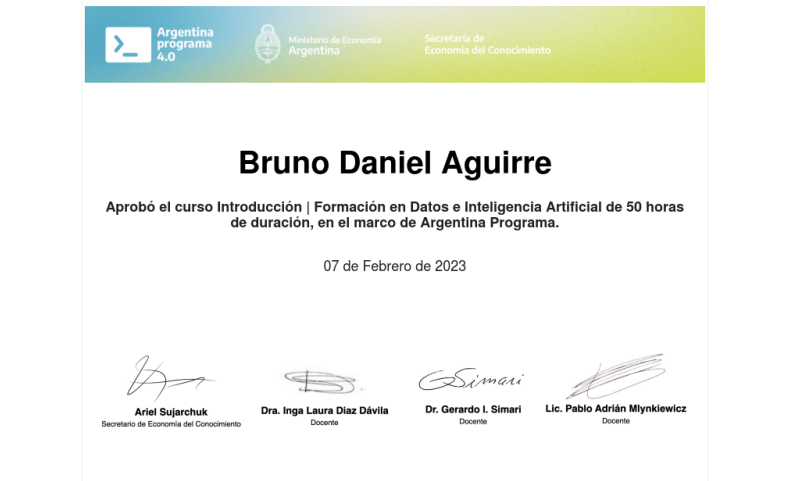 Argentina
programa
4.0
Ministerio de Economía
Argentina
Secretaría de
Economía del Conocimiento
Bruno Daniel Aguirre
Aprobó el curso Introducción | Formación en Datos e Inteligencia Artificial de 50 horas
de duración, en el marco de Argentina Programa.
07 de Febrero de 2023
GSimari
Ariel Sujarchuk
Secretario de Economía del Conocimiento
Dra. Inga Laura Diaz Dávila
Docente
Dr. Gerardo I. Simari
Docente
Lic. Pablo Adrián Mlynkiewicz
Docente